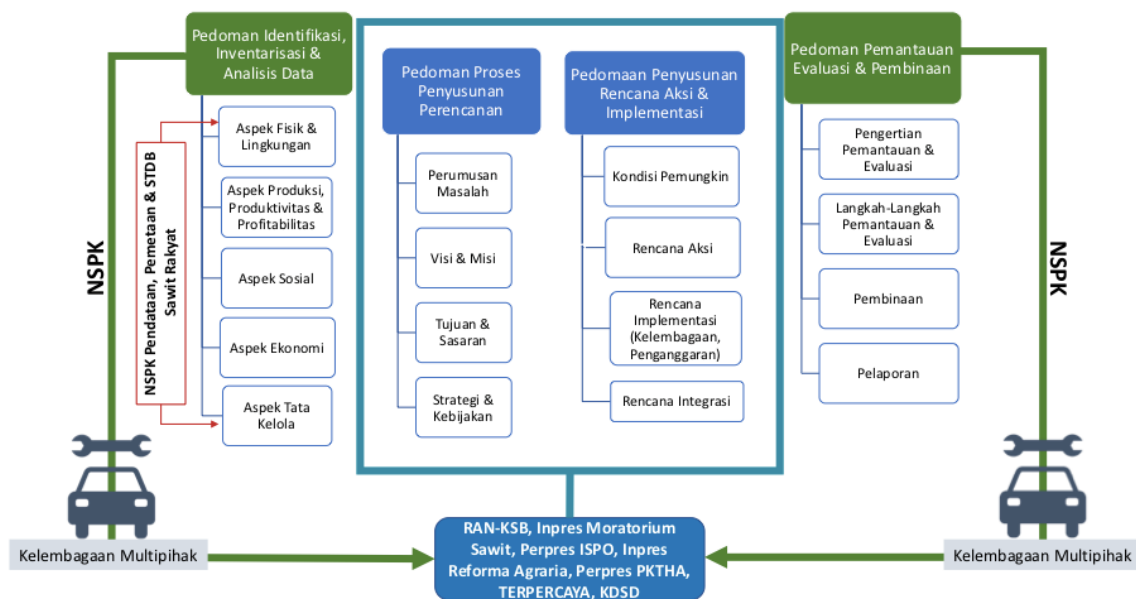 Pedoman Identifikasi,
Inventarisasi &
Analisis Data
Aspek Fisik &
Lingkungan
Aspek Produksi,
Produktivitas &
Profitabilitas
Aspek Sosial
Aspek Ekonomi
Aspek Tata
Kelola
NSPK
NSPK Pendataan, Pemetaan & STDB
Sawit Rakyat
Pedoman Proses
Penyusunan
Perencanan
Perumusan
Masalah
Visi & Misi
Tujuan &
Sasaran
Strategi &
Kebijakan
Pedomaan Penyusunan
Rencana Aksi &
Implementasi
Kondisi Pemungkin
Rencana Aksi
Rencana
Implementasi
(Kelembagaan,
Penganggaran)
Rencana Integrasi
Pedoman Pemantauan
Evaluasi & Pembinaan
Pengertian
Pemantauan &
Evaluasi
Langkah-Langkah
Pemantauan &
Evaluasi
Pembinaan
Pelaporan
NSPK
Kelembagaan Multipihak
RAN-KSB, Inpres Moratorium
Sawit, Perpres ISPO, Inpres
Reforma Agraria, Perpres PKTHA,
TERPERCAYA, KDSD
Kelembagaan Multipihak